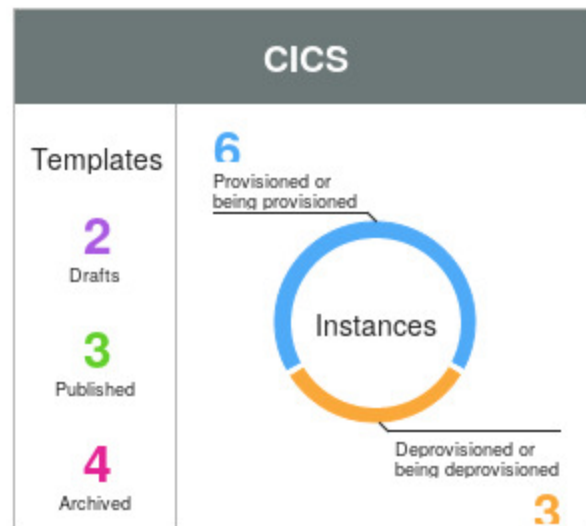 CICS
Templates
2
Drafts
3
Published
4
Archived
6
Provisioned or
being provisioned
Instances
Deprovisioned or
being deprovisioned
3